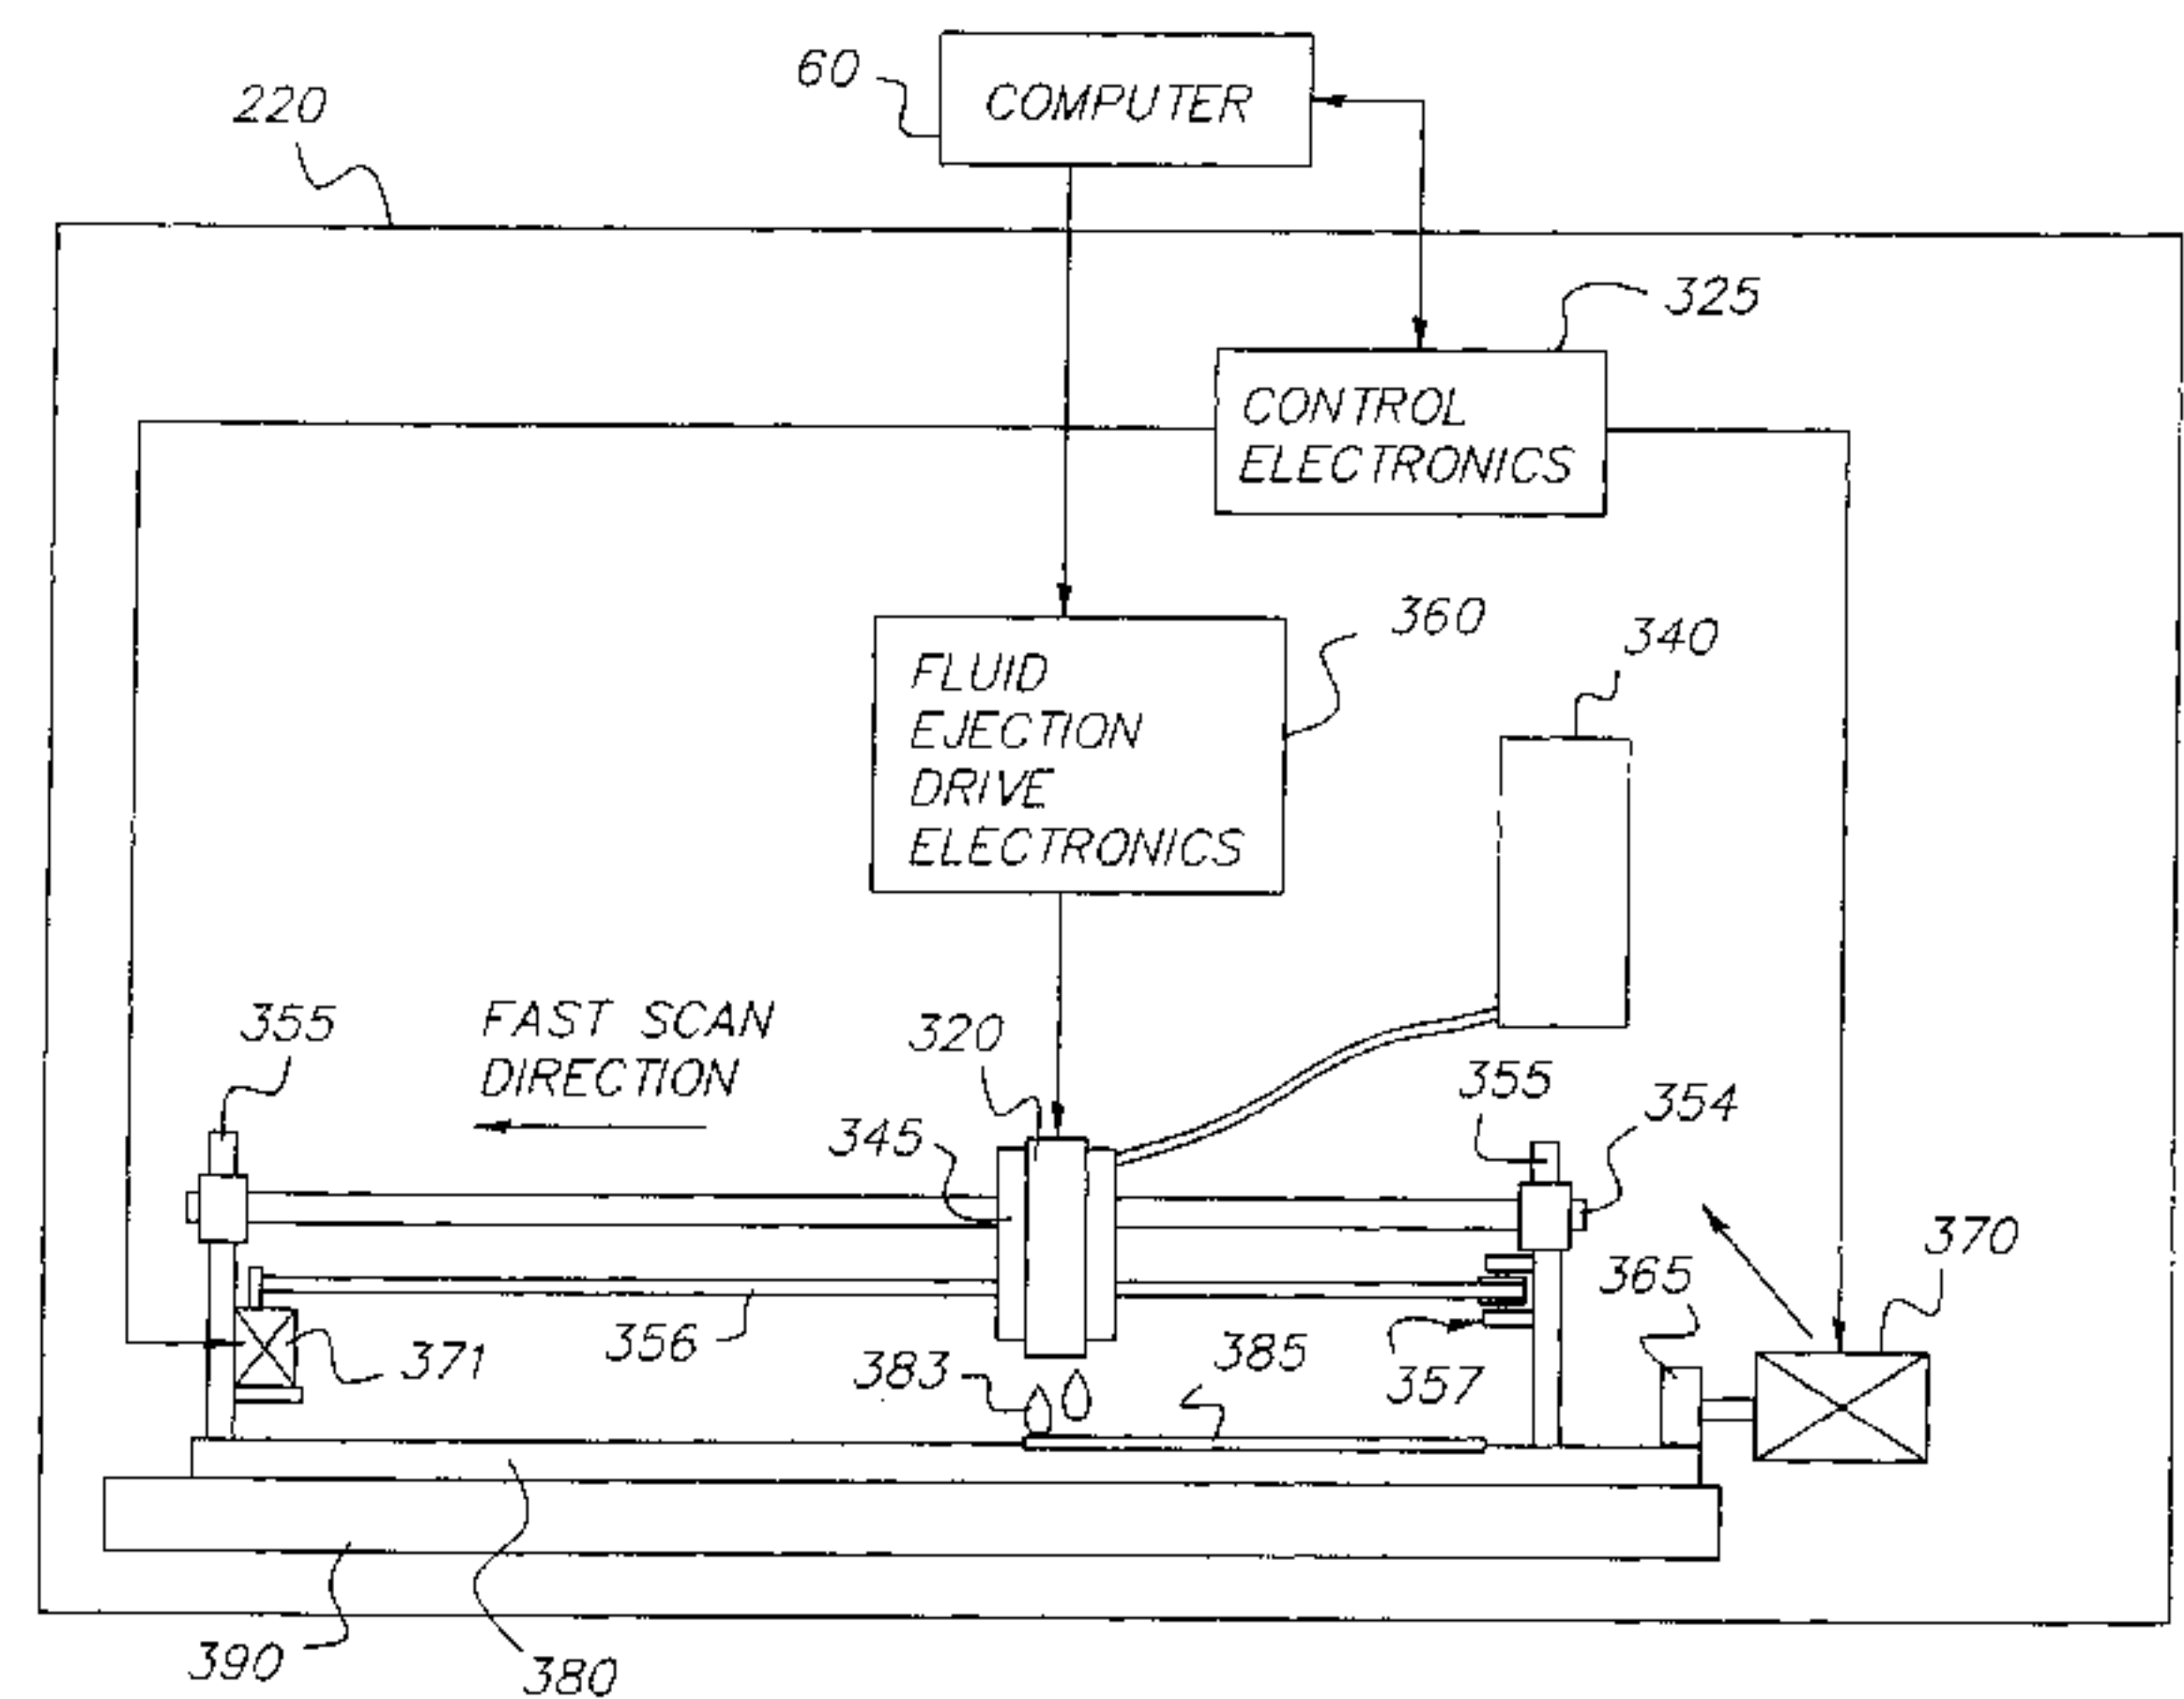 60
COMPUTER
220
325
CONTROL
ELECTRONICS
360
340
FLUID
EJECTION
DRIVE
ELECTRONICS
355
FAST SCAN
DIRECTION
320
355
354
345
370
365
356
371
383
385
357
390
380